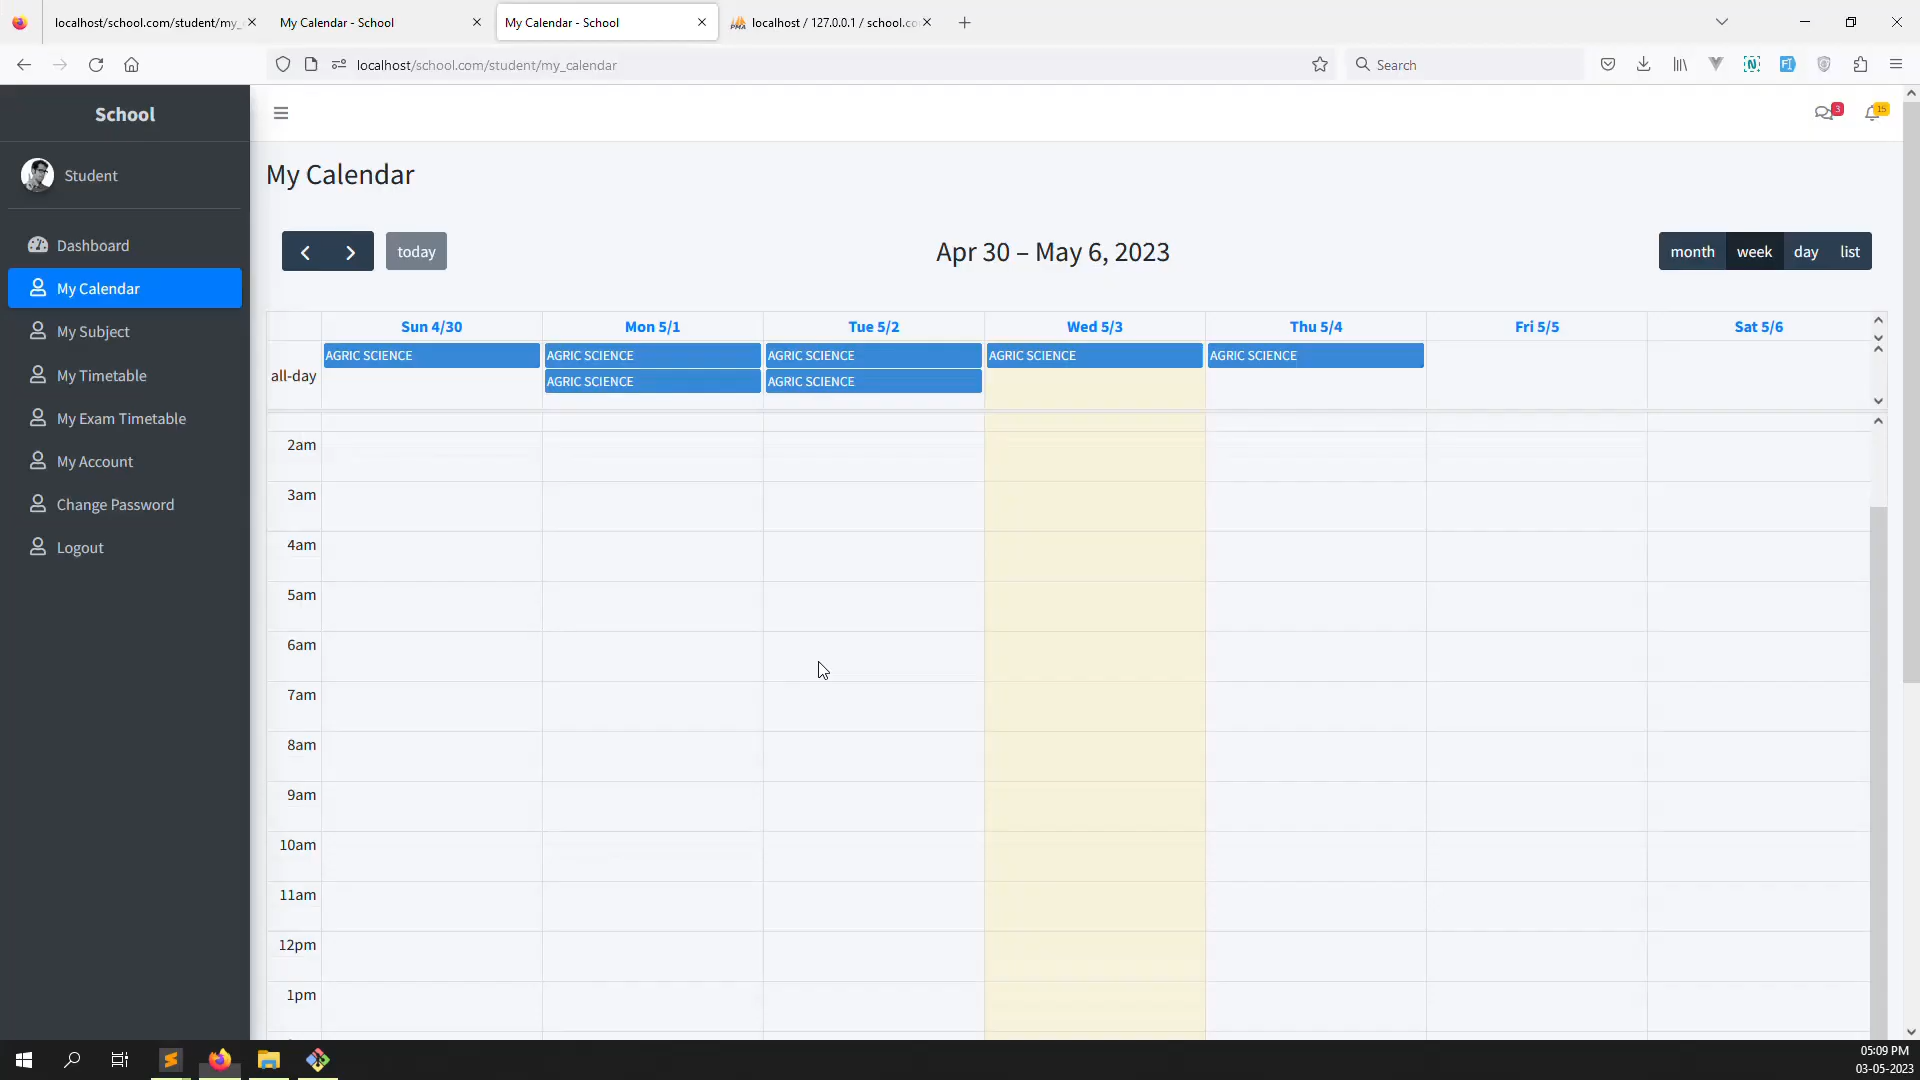 localhost/school.com/student/my_
My Calendar - School
My Calendar - School
localhost / 127.0.0.1 / school.co
localhost/school.com/student/my_calendar
Search
School
3
15
Student
Dashboard
My Calendar
My Subject
My Timetable
My Exam Timetable
My Account
Change Password
Logout
My Calendar
today
Apr 30 – May 6, 2023
month week day list
Sun 4/30 Mon 5/1 Tue 5/2 Wed 5/3 Thu 5/4 Fri 5/5 Sat 5/6
all-day
AGRIC SCIENCE AGRIC SCIENCE AGRIC SCIENCE AGRIC SCIENCE AGRIC SCIENCE
AGRIC SCIENCE AGRIC SCIENCE
2am
3am
4am
5am
6am
7am
8am
9am
10am
11am
12pm
1pm
05:09 PM
03-05-2023